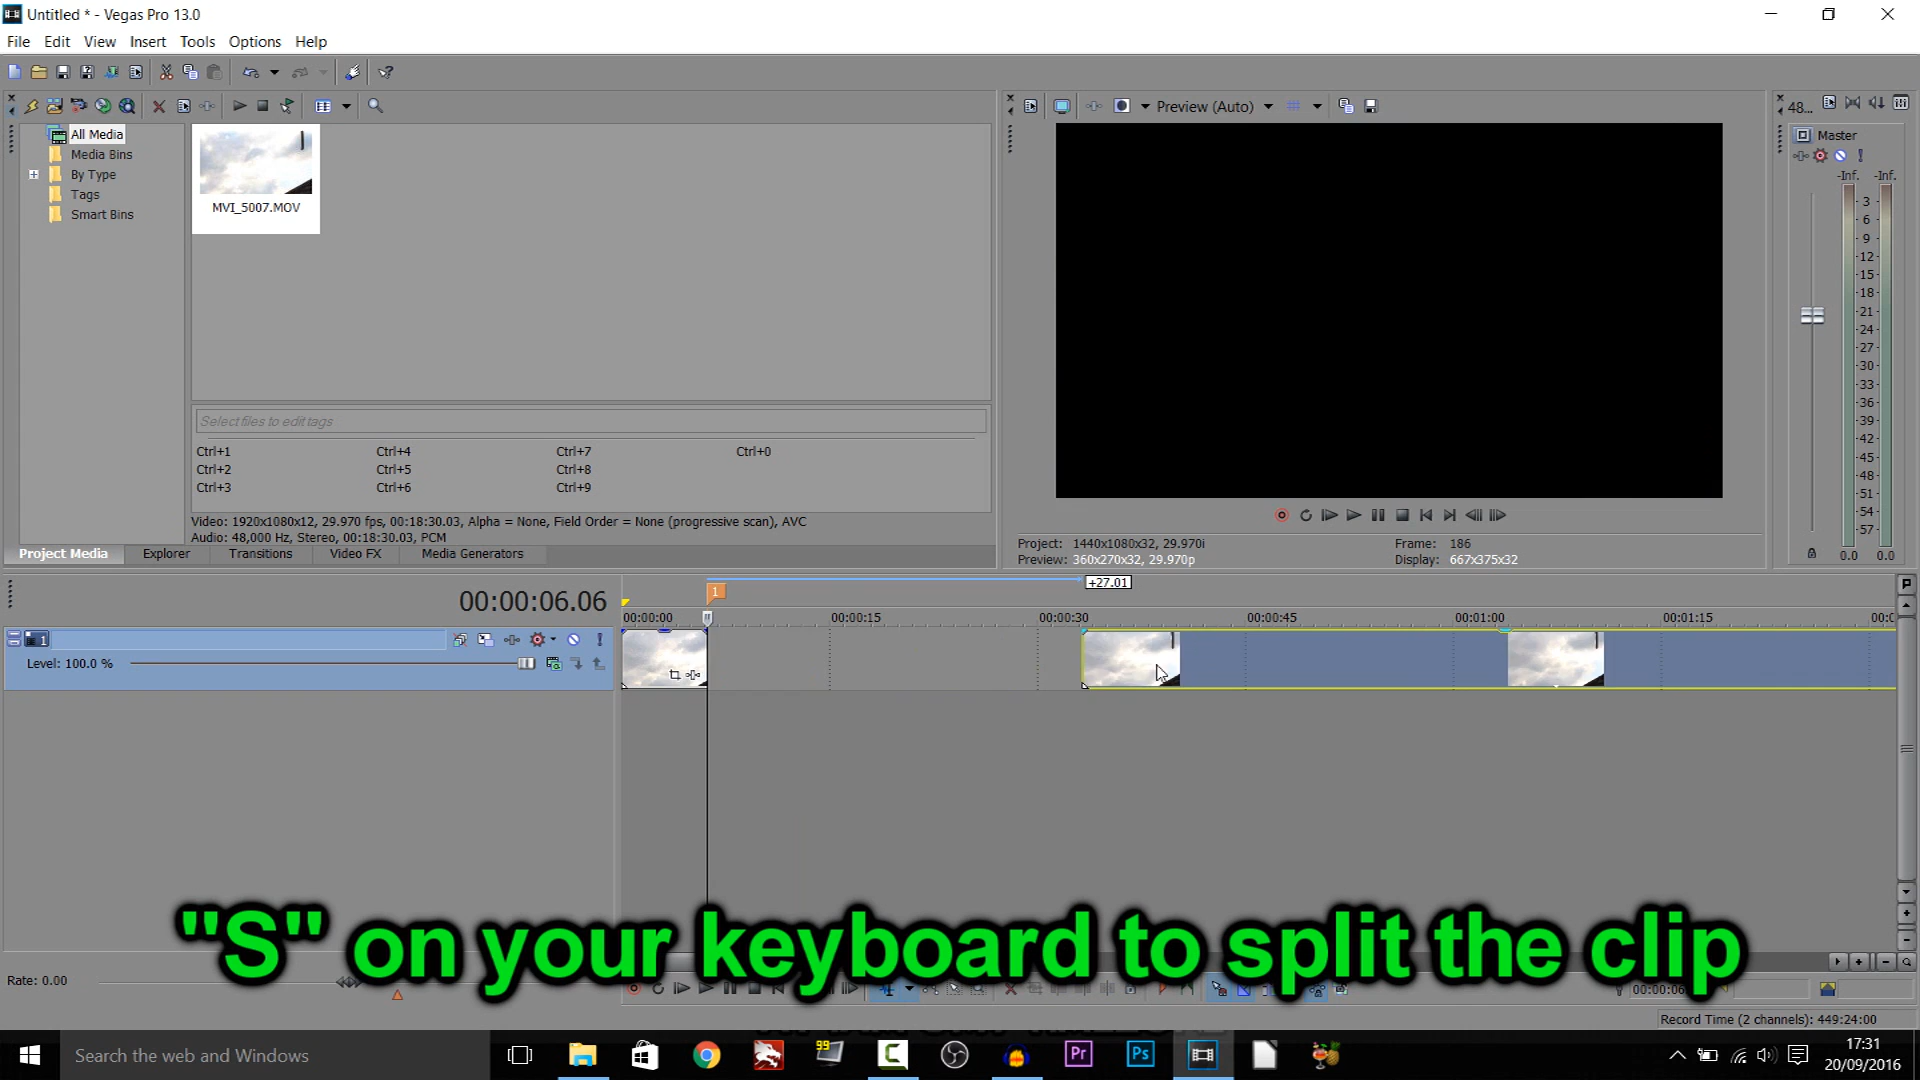 Untitled * - Vegas Pro 13.0
File Edit View Insert Tools Options Help
Preview (Auto)
48...
All Media
Media Bins
By Type
Tags
Smart Bins
MVI_5007.MOV
Master
-Inf. -Inf.
3
6
9
12
15
18
21
24
27
30
33
36
39
42
45
48
51
54
57
0.0 0.0
Select files to edit tags
Ctrl+1 Ctrl+4 Ctrl+7 Ctrl+0
Ctrl+2 Ctrl+5 Ctrl+8
Ctrl+3 Ctrl+6 Ctrl+9
Video: 1920x1080x12, 29.970 fps, 00:18:30.03, Alpha = None, Field Order = None (progressive scan), AVC
Audio: 48,000 Hz, Stereo, 00:18:30.03, PCM
Project Media Explorer Transitions Video FX Media Generators
Project: 1440x1080x32, 29.970i Frame: 186
Preview: 360x270x32, 29.970p Display: 667x375x32
00:00:06.06
1
+27.01
00:00:00 00:00:15 00:00:30 00:00:45 00:01:00 00:01:15
1
Level: 100.0 %
"S" on your keyboard to split the clip
Rate: 0.00
Record Time (2 channels): 449:24:00
Search the web and Windows
99
Pr
Ps
17:31
20/09/2016